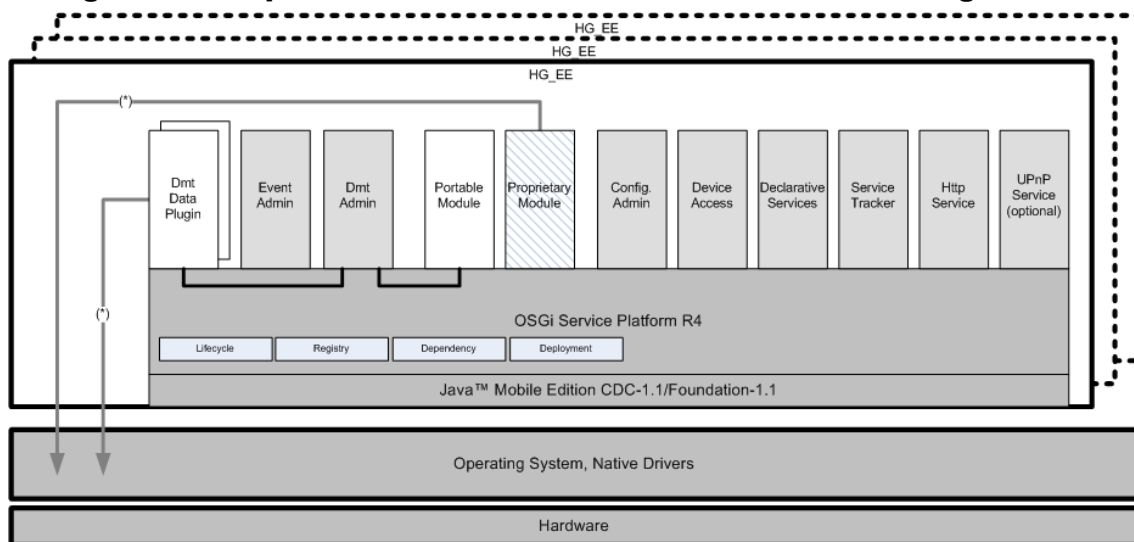 HG_EE
HG_EE
HG_EE
(*)
Dmt
Data
Plugin
Event
Admin
Dmt
Admin
Portable
Module
Proprietary
Module
Config.
Admin
Device
Access
Declarative
Services
Service
Tracker
Http
Service
UPnP
Service
(optional)
(*)
OSGi Service Platform R4
Lifecycle
Registry
Dependency
Deployment
Java™ Mobile Edition CDC-1.1/Foundation-1.1
Operating System, Native Drivers
Hardware